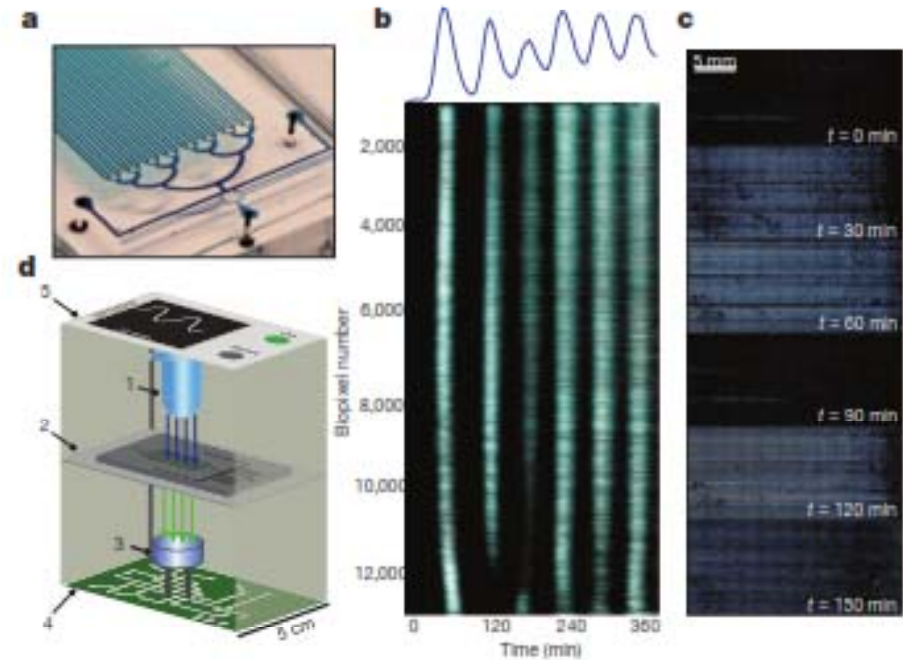 a
b
c
5 mm
t = 0 min
t = 30 min
t = 60 min
t = 90 min
t = 120 min
t = 150 min
2,000
4,000
6,000
8,000
10,000
12,000
Biopixel number
0 120 240 360
Time (min)
d
5
1
2
3
4
5 cm